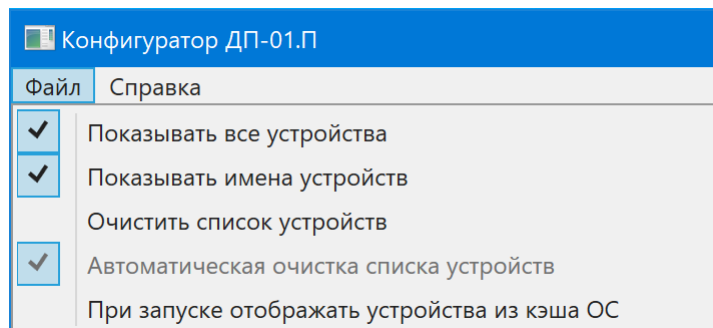 Конфигуратор ДП-01.П
Файл Справка
Показывать все устройства
Показывать имена устройств
Очистить список устройств
Автоматическая очистка списка устройств
При запуске отображать устройства из кэша ОС